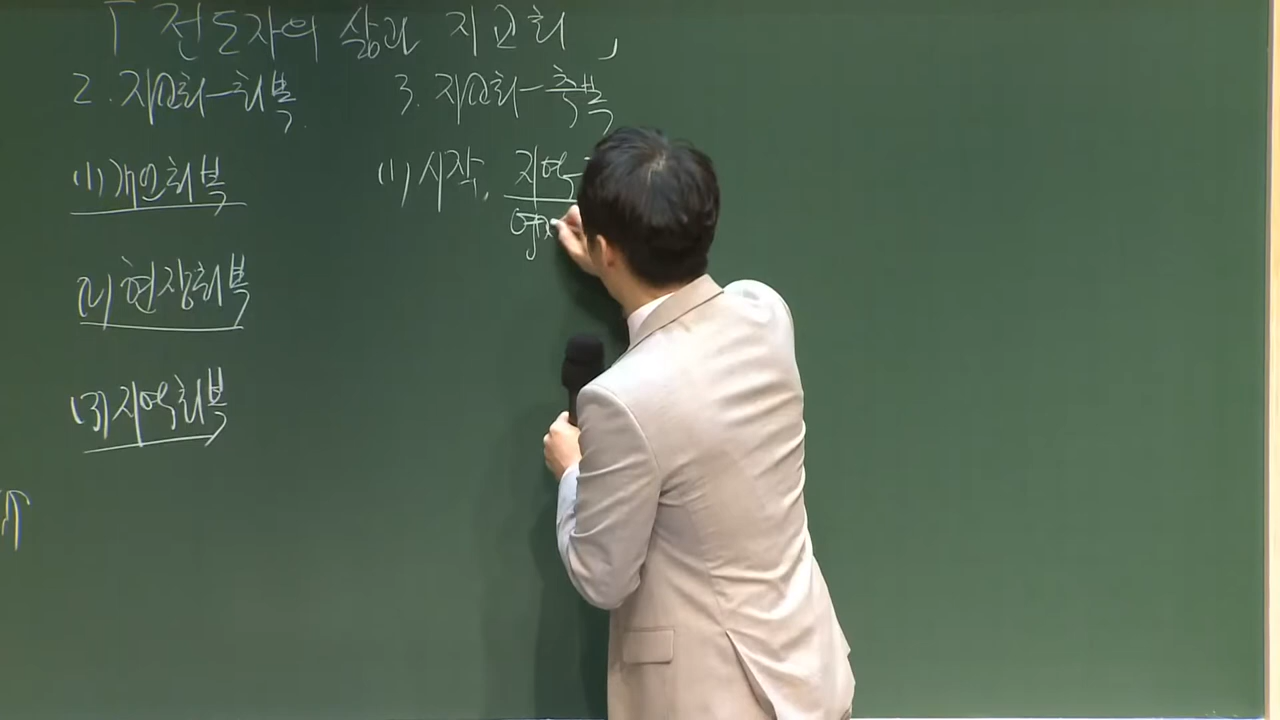 「전도자의 삶과 지교회」
2. 지교회-회복
(1) 개인회복
(2) 현장회복
(3) 지역회복
3. 지교회-축복
(1) 시작, 지역